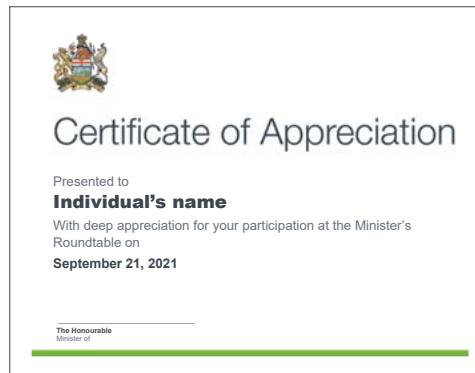 Certificate of Appreciation
Presented to
Individual's name
With deep appreciation for your participation at the Minister's
Roundtable on
September 21, 2021
The Honourable
Minister of